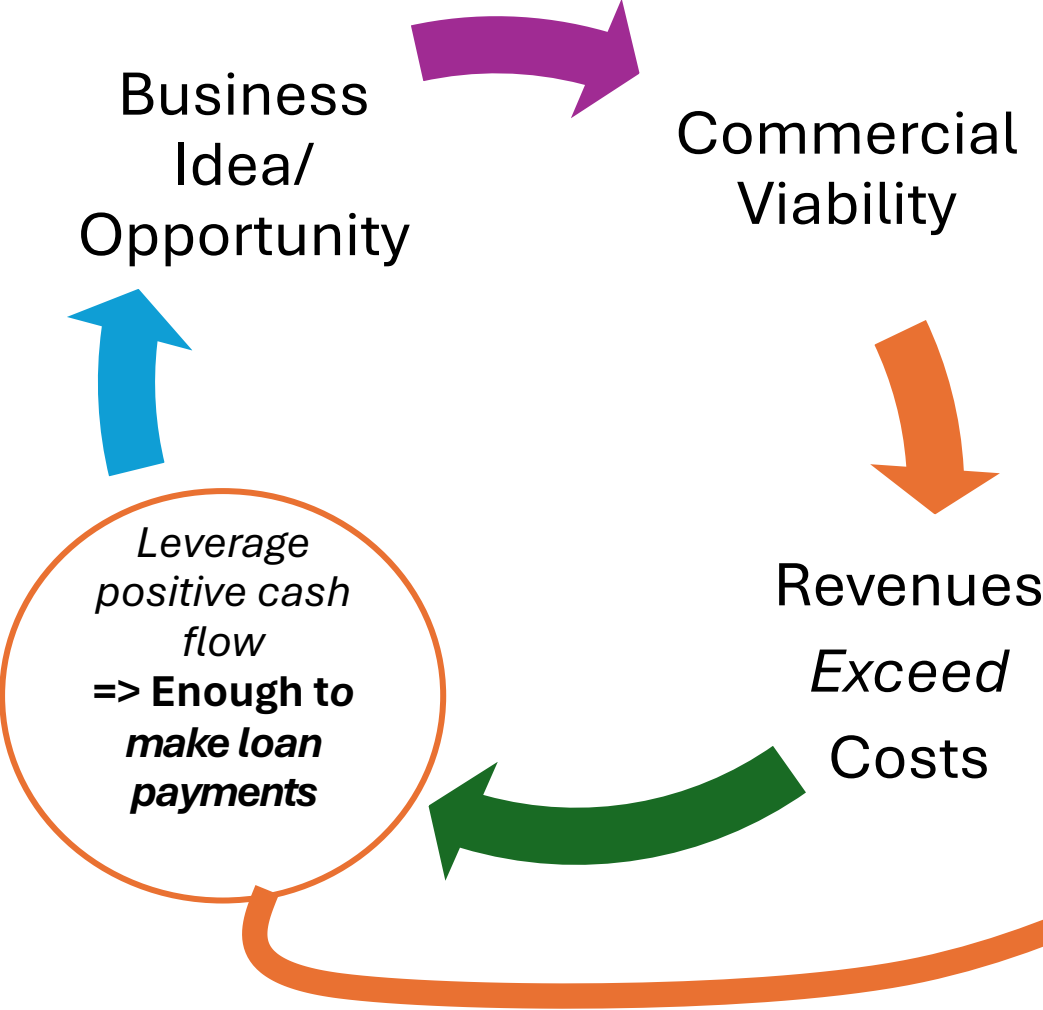 Business
Idea/
Opportunity
Commercial
Viability
Revenues
Exceed
Costs
Leverage
positive cash
flow
=> Enough to
make loan
payments